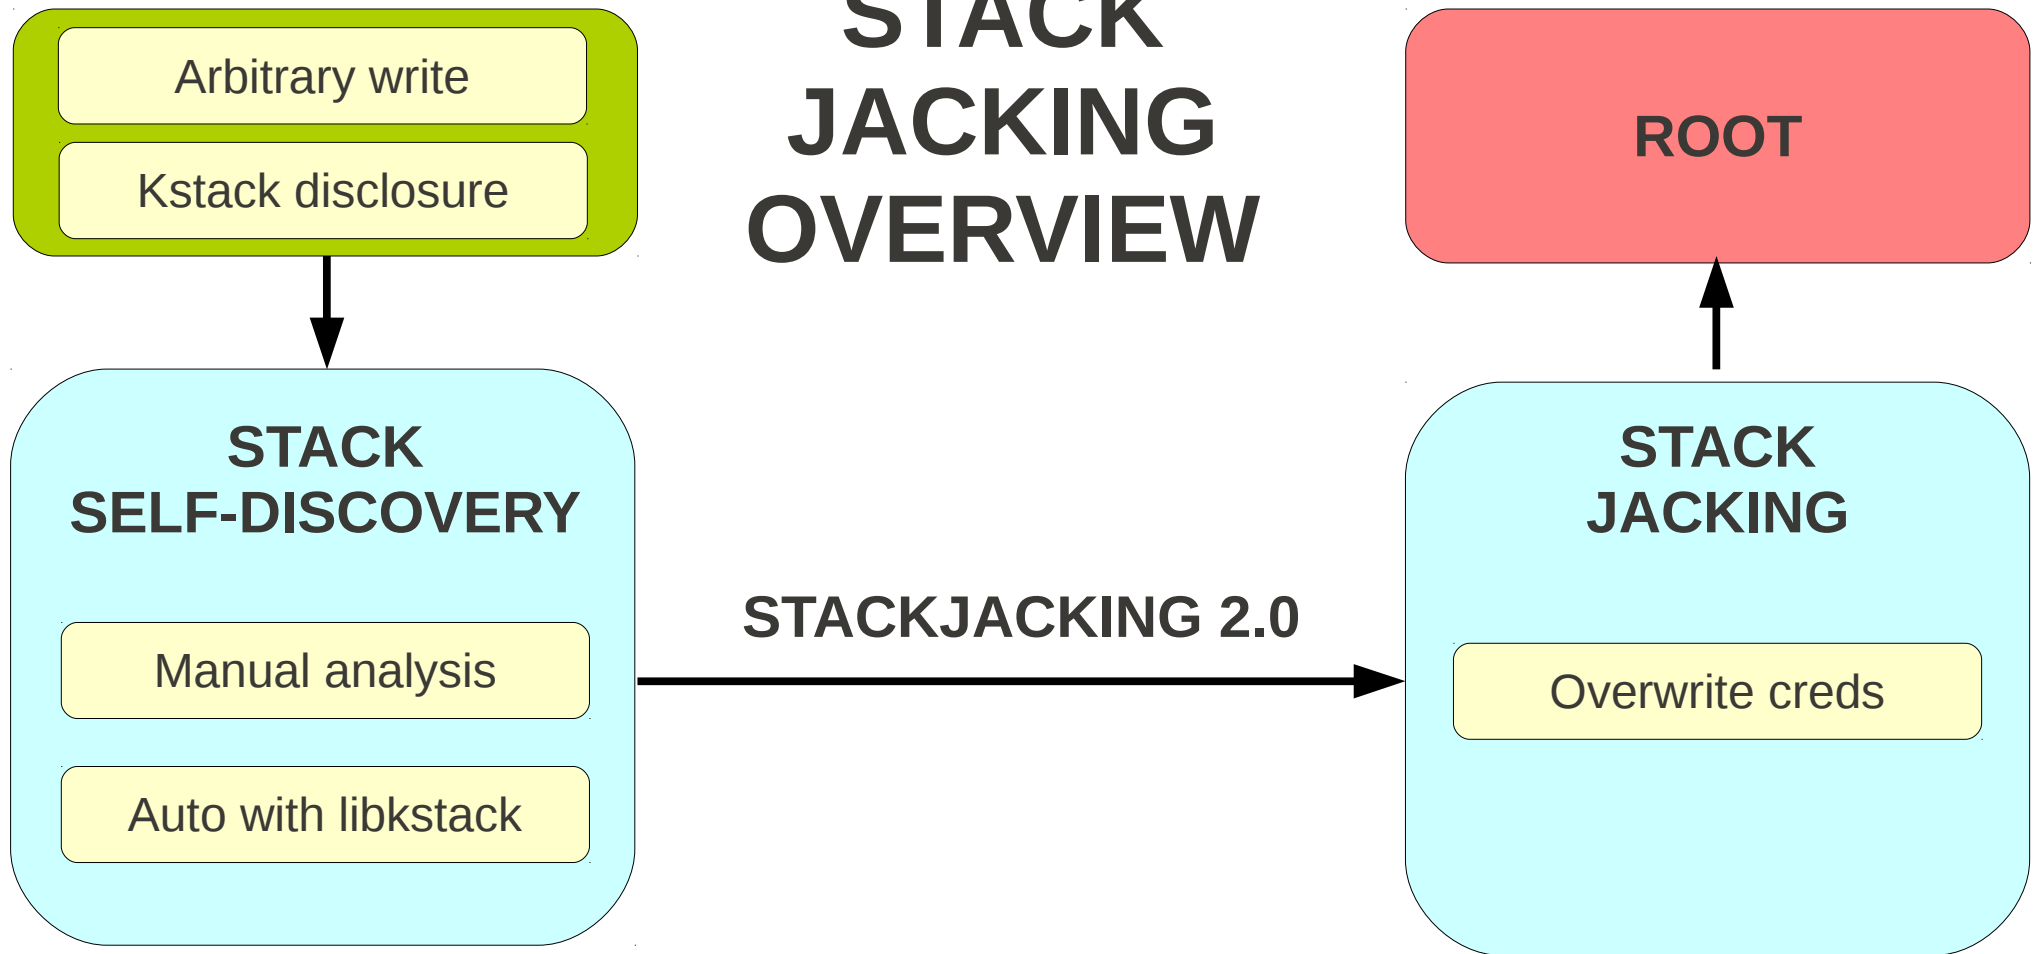 STACK
JACKING
OVERVIEW
Arbitrary write
Kstack disclosure
STACK
SELF-DISCOVERY
Manual analysis
Auto with libkstack
STACKJACKING 2.0
ROOT
STACK
JACKING
Overwrite creds